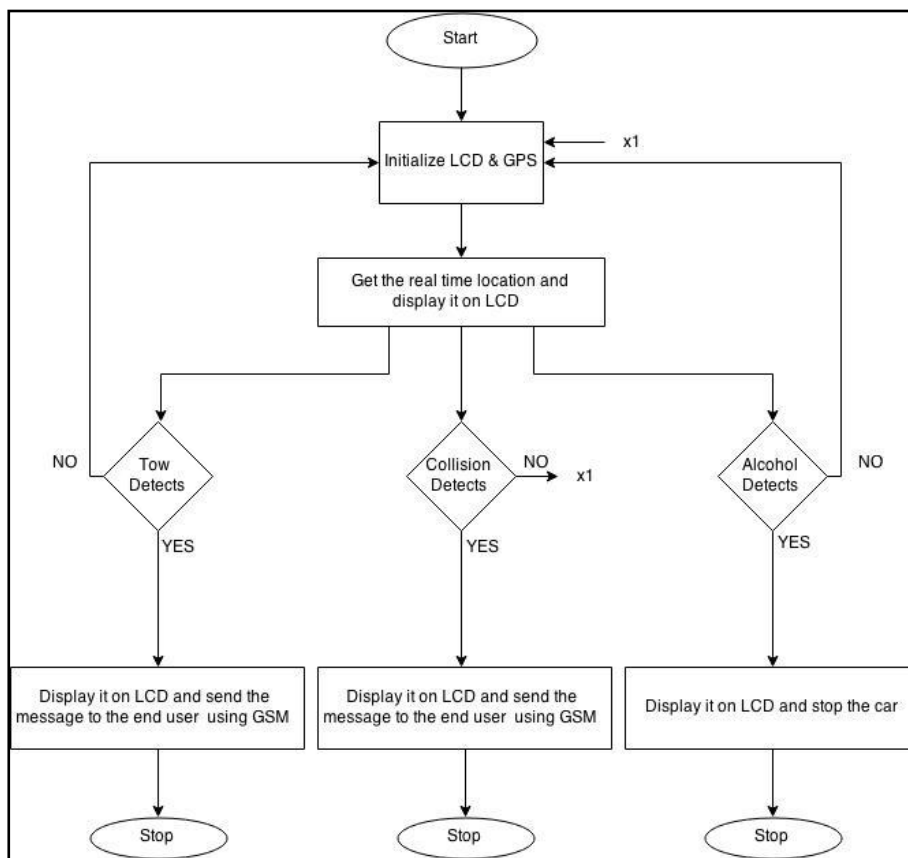 Start
x1
Initialize LCD & GPS
Get the real time location and
display it on LCD
NO
Tow
Detects
Collision
Detects
NO
x1
Alcohol
Detects
NO
YES
YES
YES
Display it on LCD and send the
message to the end user using GSM
Display it on LCD and send the
message to the end user using GSM
Display it on LCD and stop the car
Stop
Stop
Stop